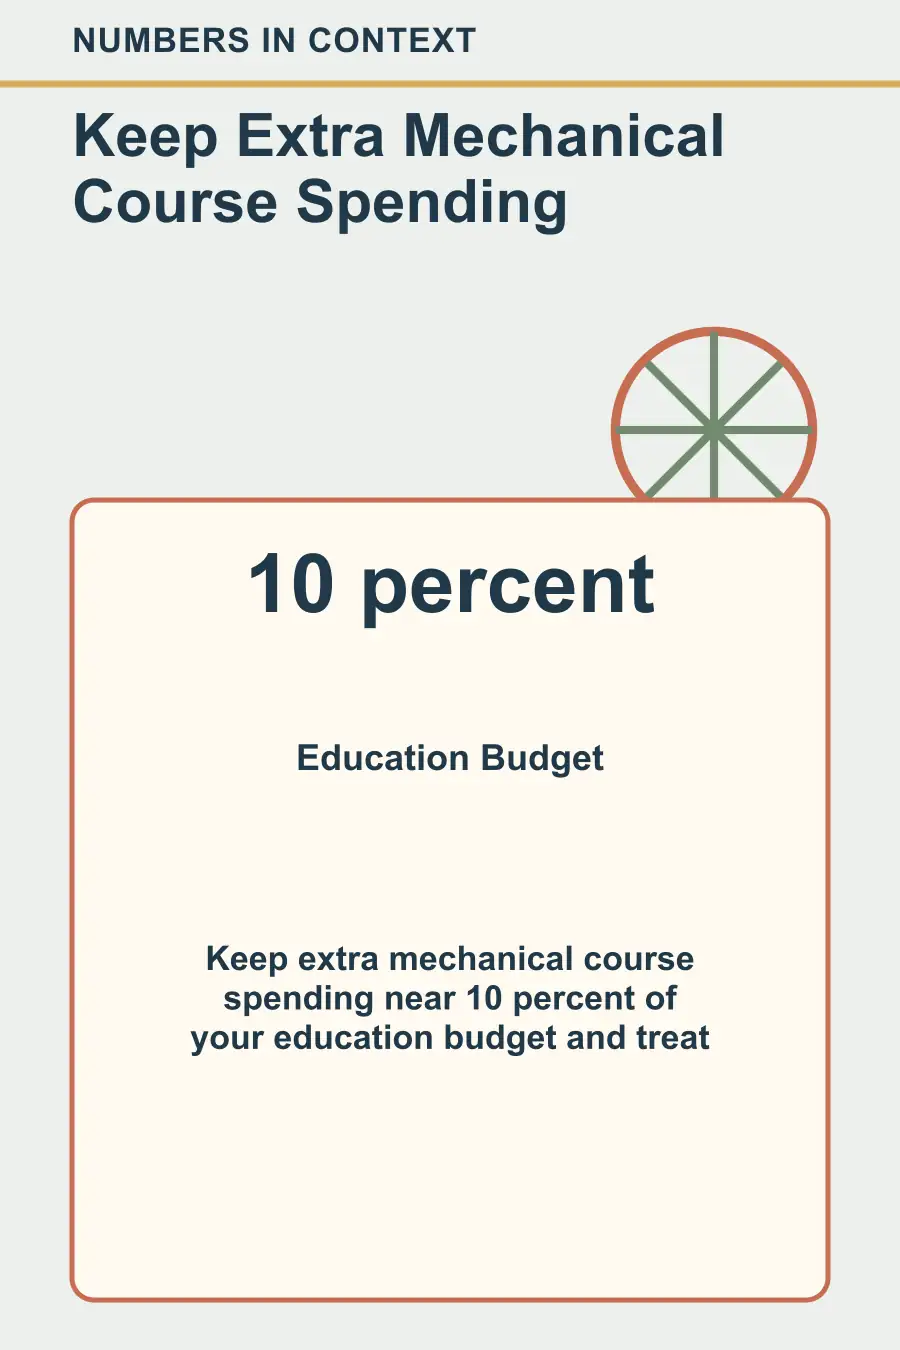 NUMBERS IN CONTEXT
Keep Extra Mechanical
Course Spending
10 percent
Education Budget
Keep extra mechanical course
spending near 10 percent of
your education budget and treat